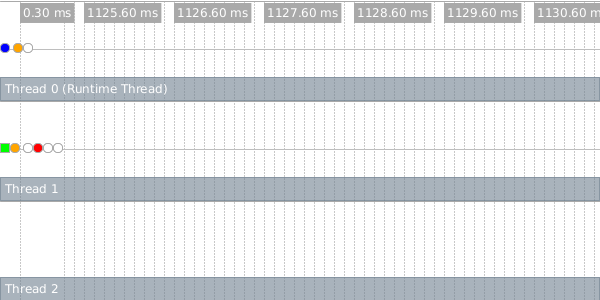 0.30 ms 1125.60 ms 1126.60 ms 1127.60 ms 1128.60 ms 1129.60 ms 1130.60 m
Thread 0 (Runtime Thread)
Thread 1
Thread 2